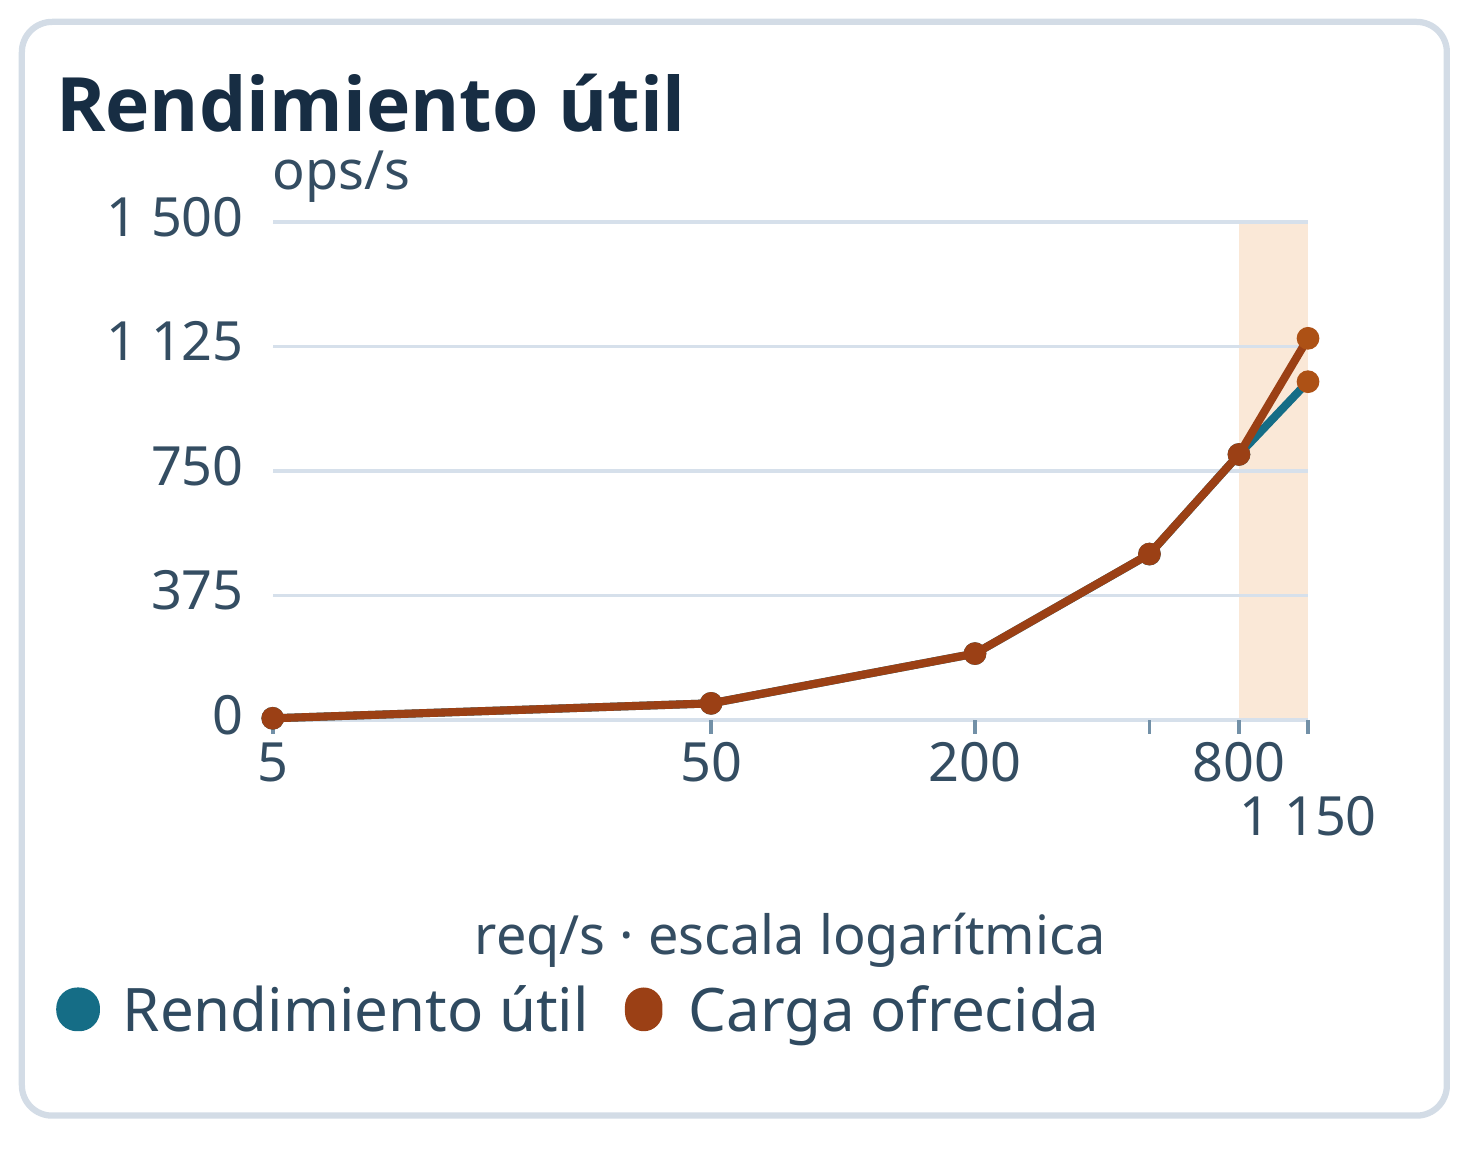 Rendimiento útil
ops/s
1 500
1 125
750
375
0
5 50 200 800
1 150
req/s · escala logarítmica
Rendimiento útil Carga ofrecida